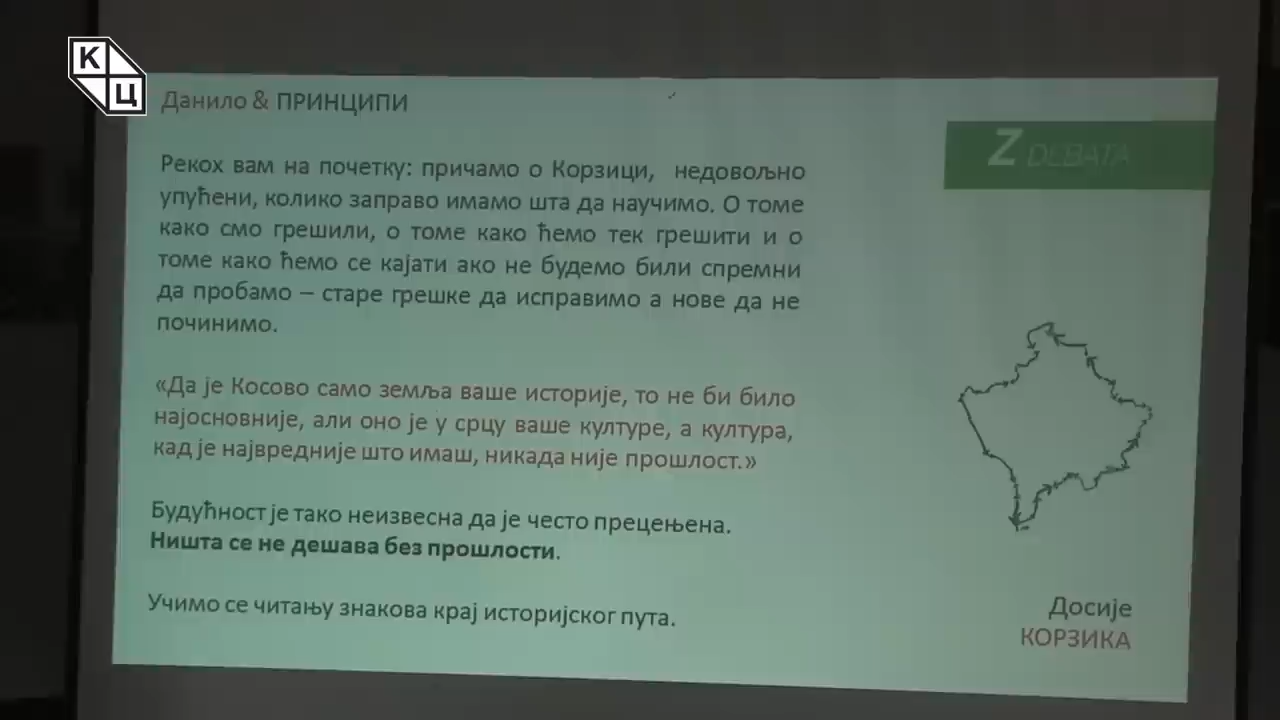 К
Ц
Данило & ПРИНЦИПИ
Z DEBATA
Рекох вам на почетку: причамо о Корзици, недовољно
упућени, колико заправо имамо шта да научимо. О томе
како смо грешили, о томе како ћемо тек грешити и о
томе како ћемо се кајати ако не будемо били спремни
да пробамо – старе грешке да исправимо а нове да не
починимо.
«Да је Косово само земља ваше историје, то не би било
најосновније, али оно је у срцу ваше културе, а култура,
кад је највредније што имаш, никада није прошлост.»
Будућност је тако неизвесна да је често прецењена.
Ништа се не дешава без прошлости.
Учимо се читању знакова крај историјског пута.
Досије
КОРЗИКА